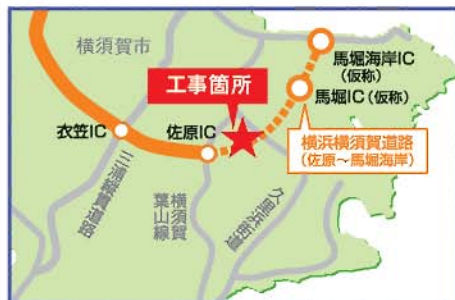 横須賀市
馬堀海岸IC
(仮称)
馬堀IC(仮称)
工事箇所
衣笠IC
佐原IC
横浜横須賀道路
(佐原~馬堀海岸)
三浦縦貫道路
横須賀
葉山線
久里浜街道